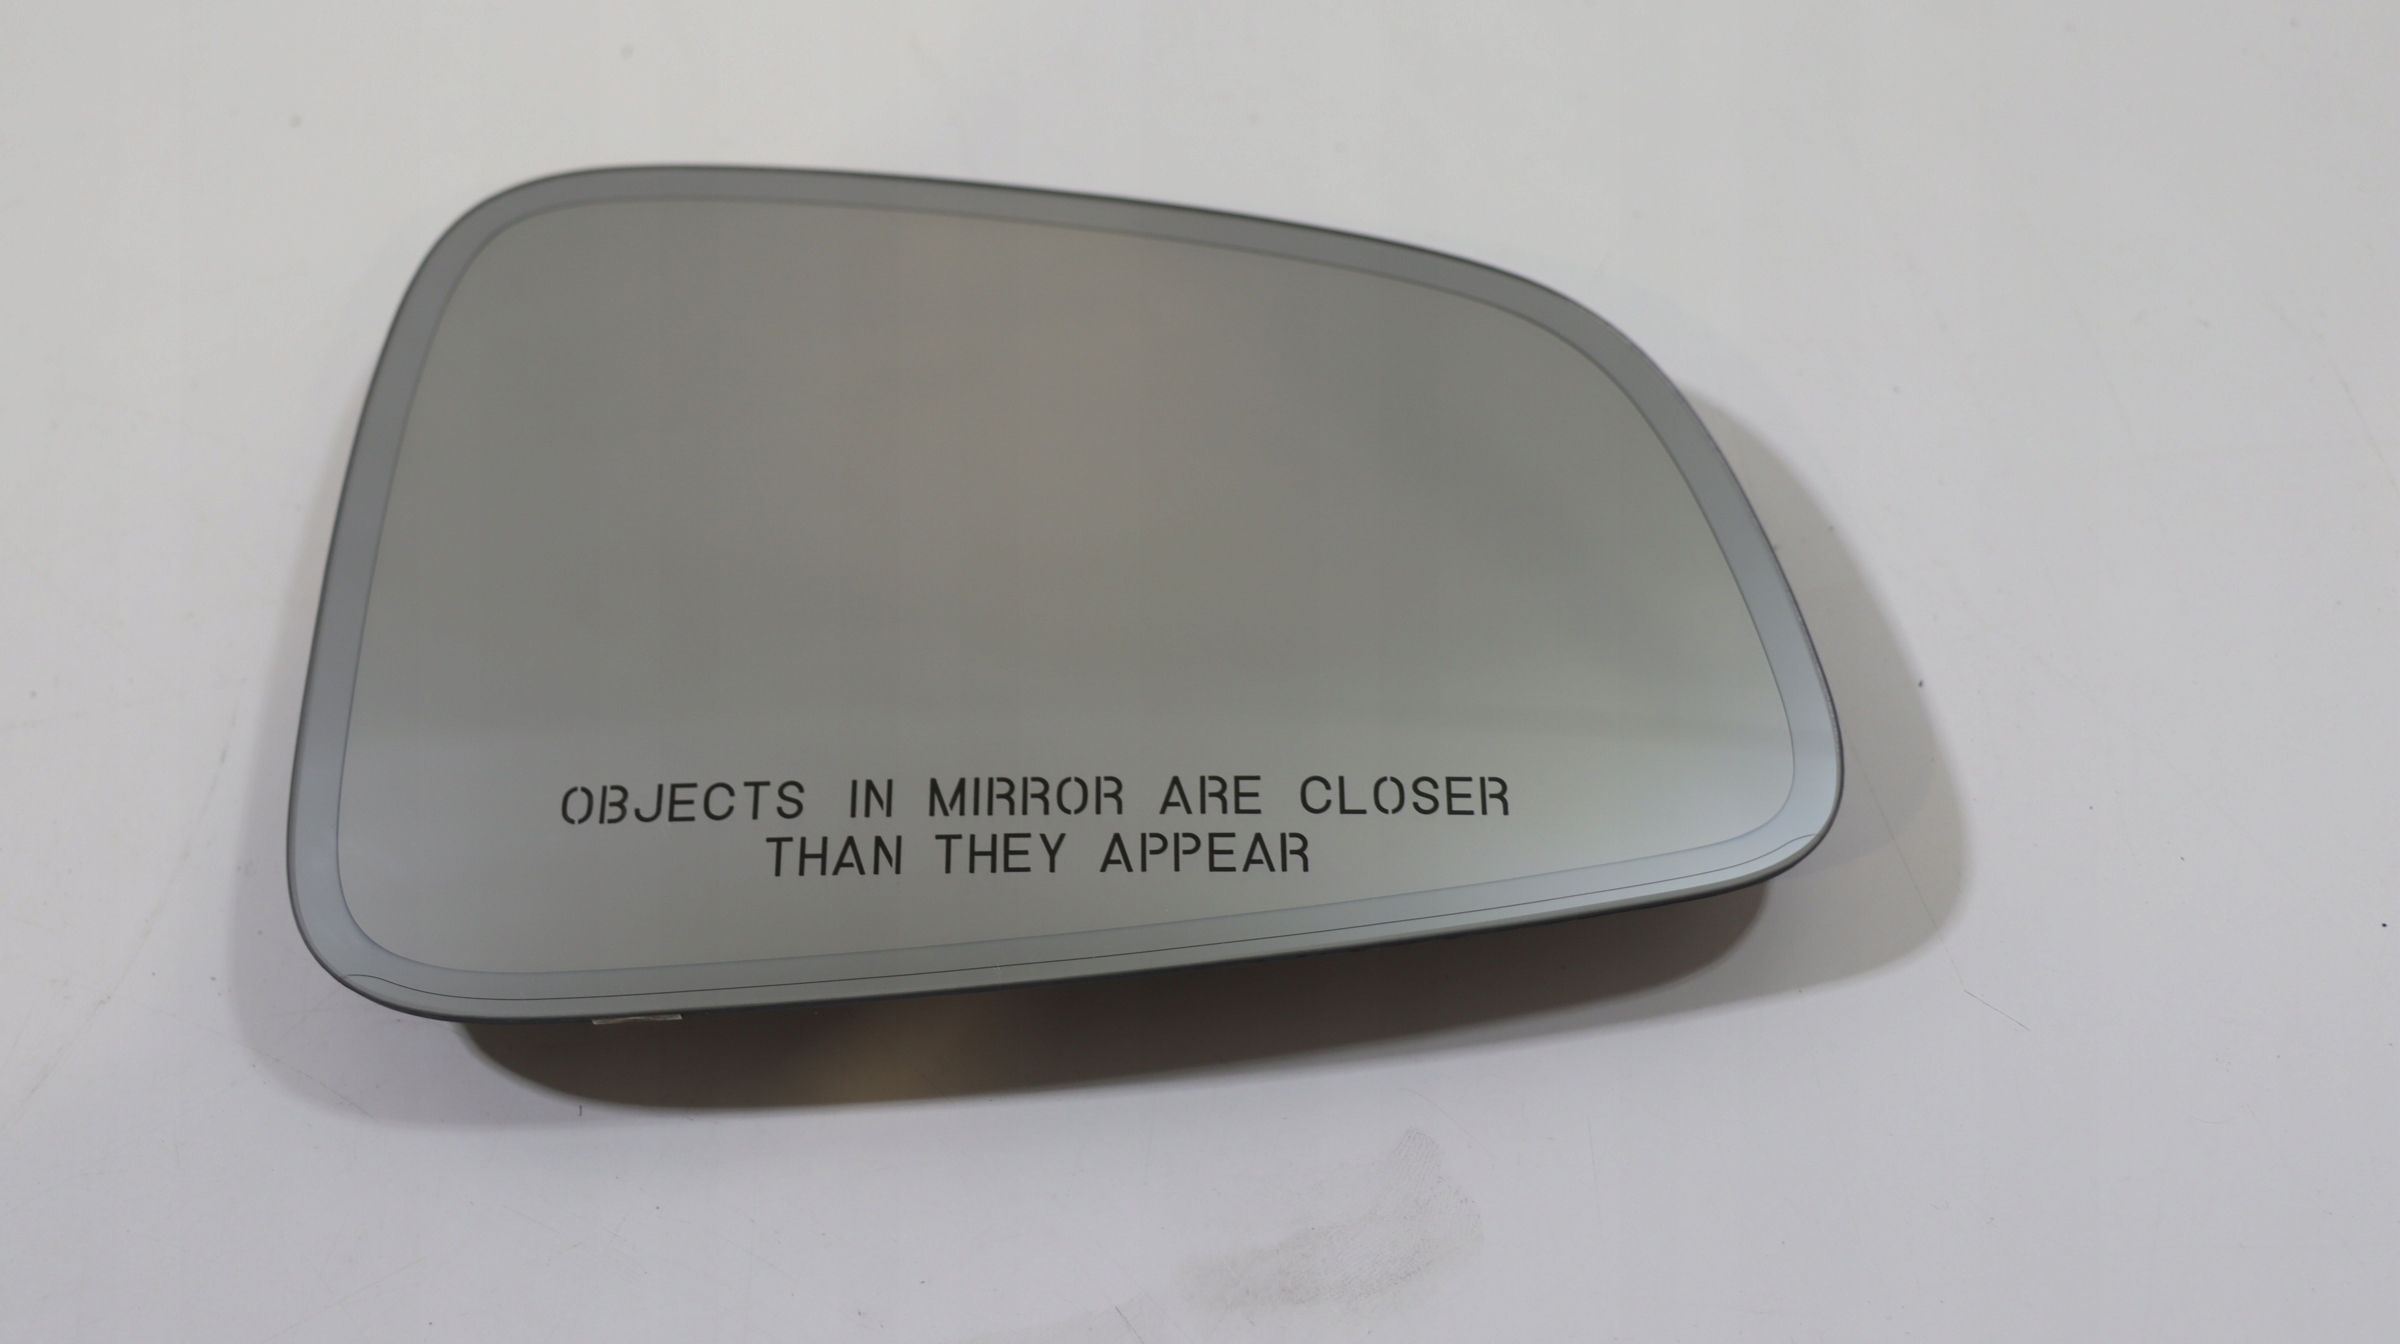 OBJECTS IN MIRROR ARE CLOSER
THAN THEY APPEAR